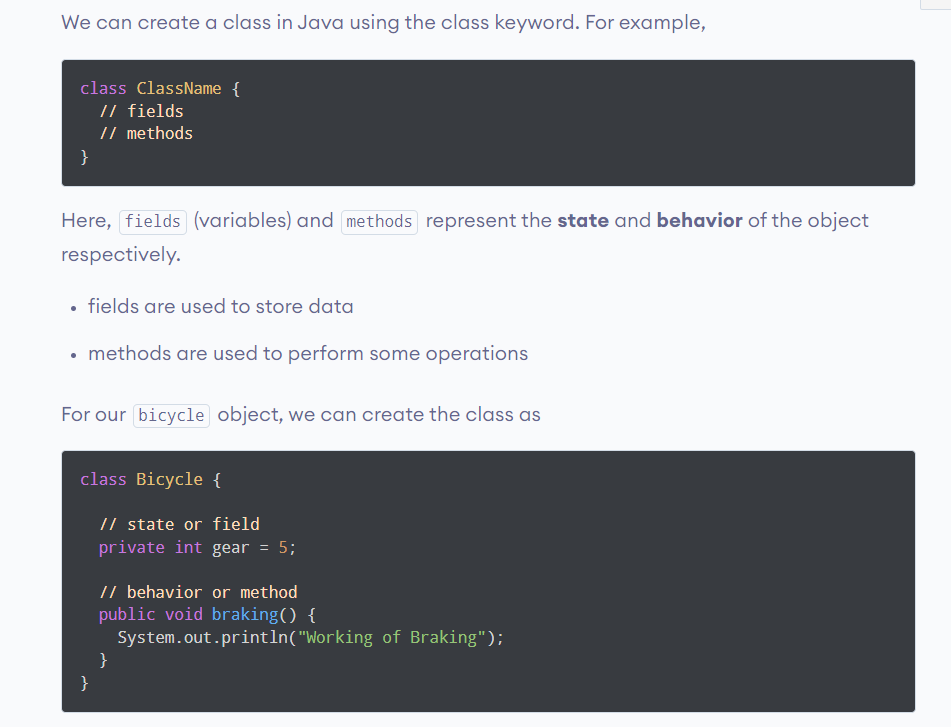 We can create a class in Java using the class keyword. For example,
class ClassName {
  // fields
  // methods
}
Here, fields (variables) and methods represent the state and behavior of the object
respectively.
• fields are used to store data
• methods are used to perform some operations
For our bicycle object, we can create the class as
class Bicycle {
  // state or field
  private int gear = 5;
  // behavior or method
  public void braking() {
    System.out.println("Working of Braking");
  }
}